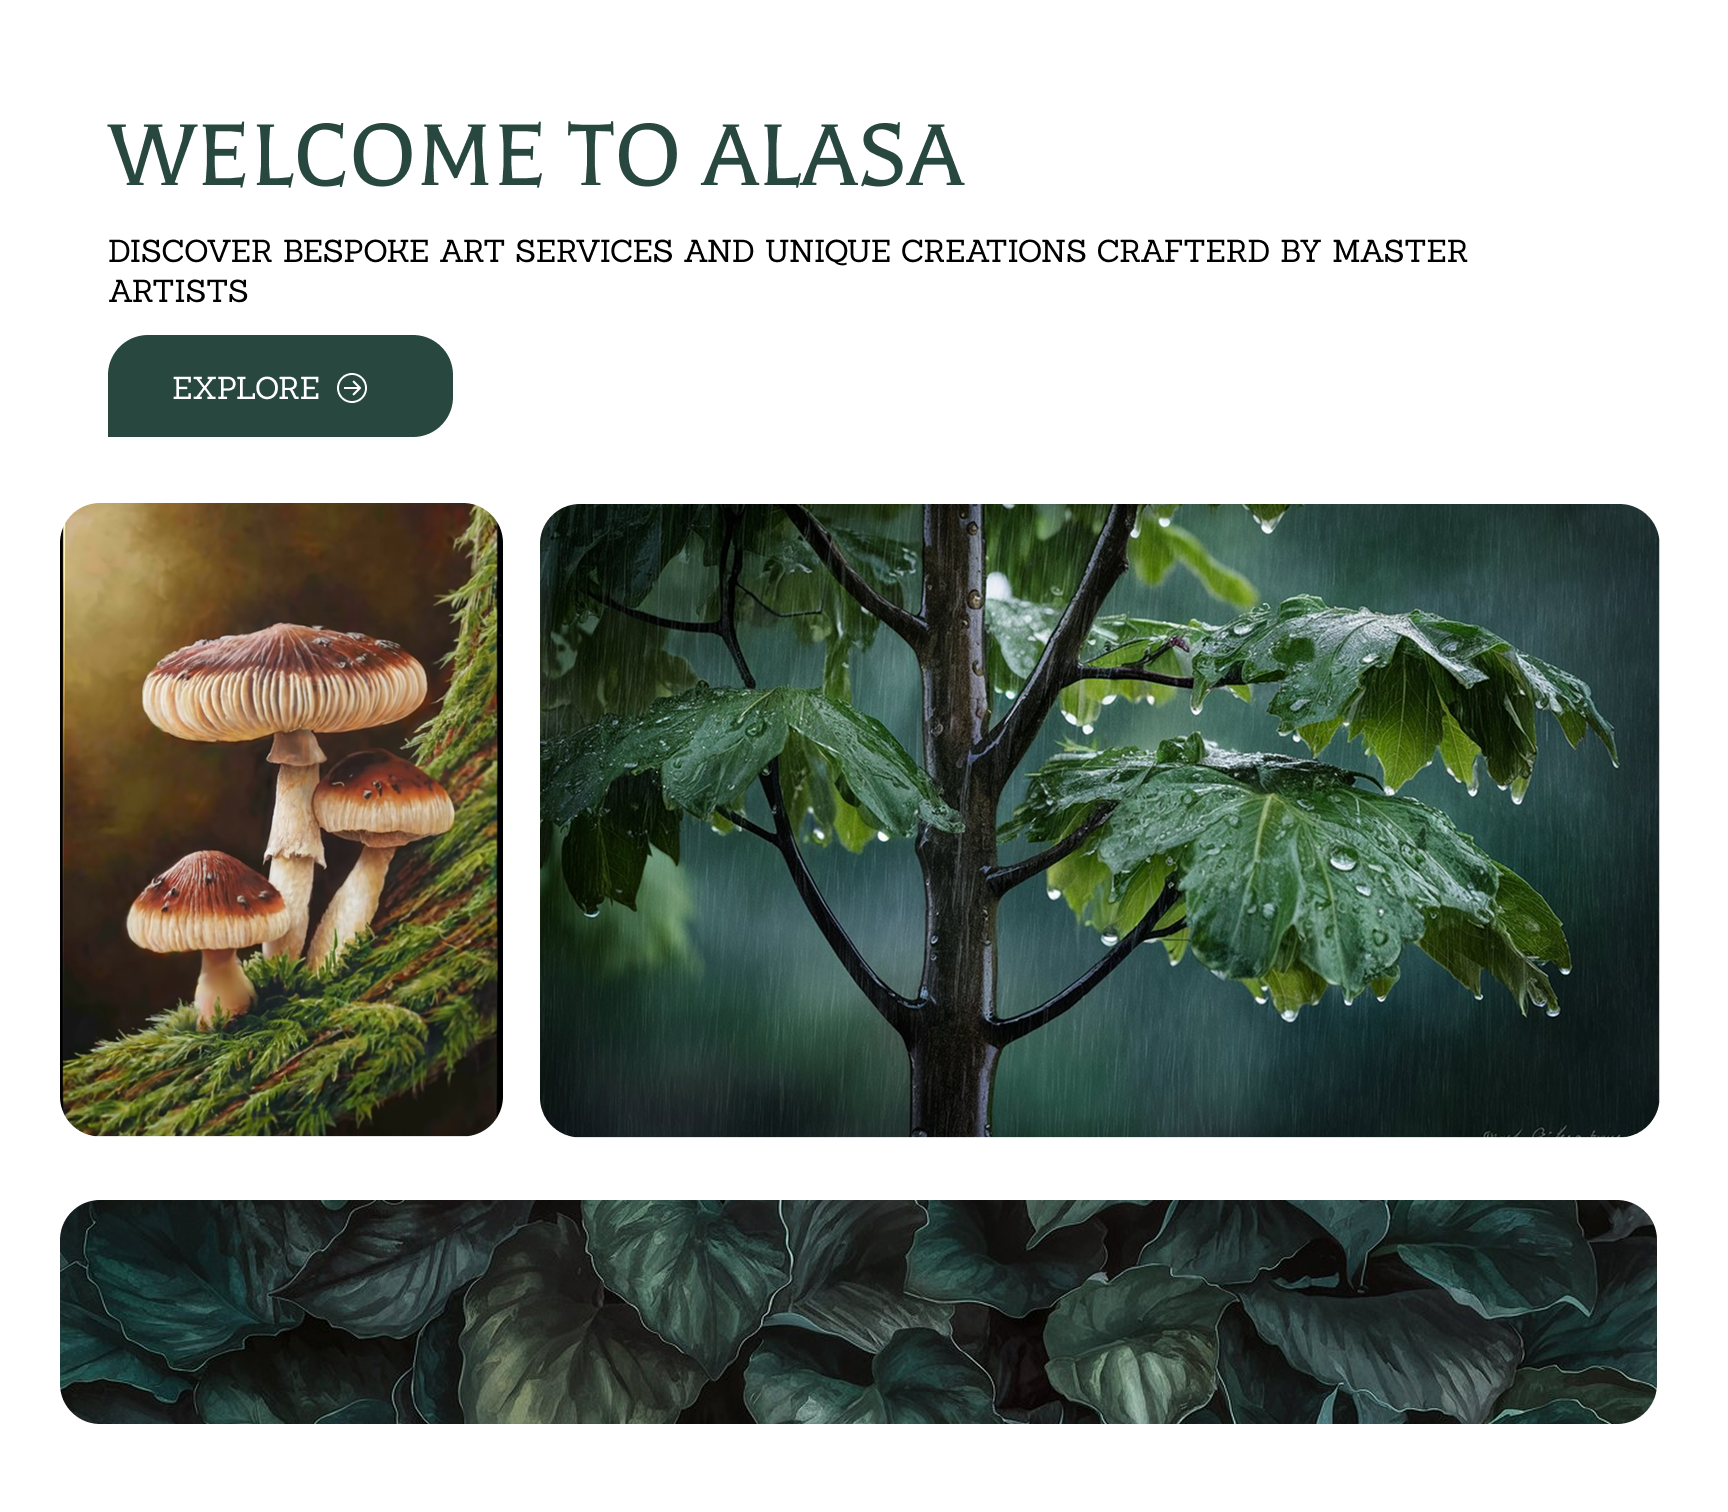 WELCOME TO ALASA
DISCOVER BESPOKE ART SERVICES AND UNIQUE CREATIONS CRAFTERD BY MASTER
ARTISTS
EXPLORE